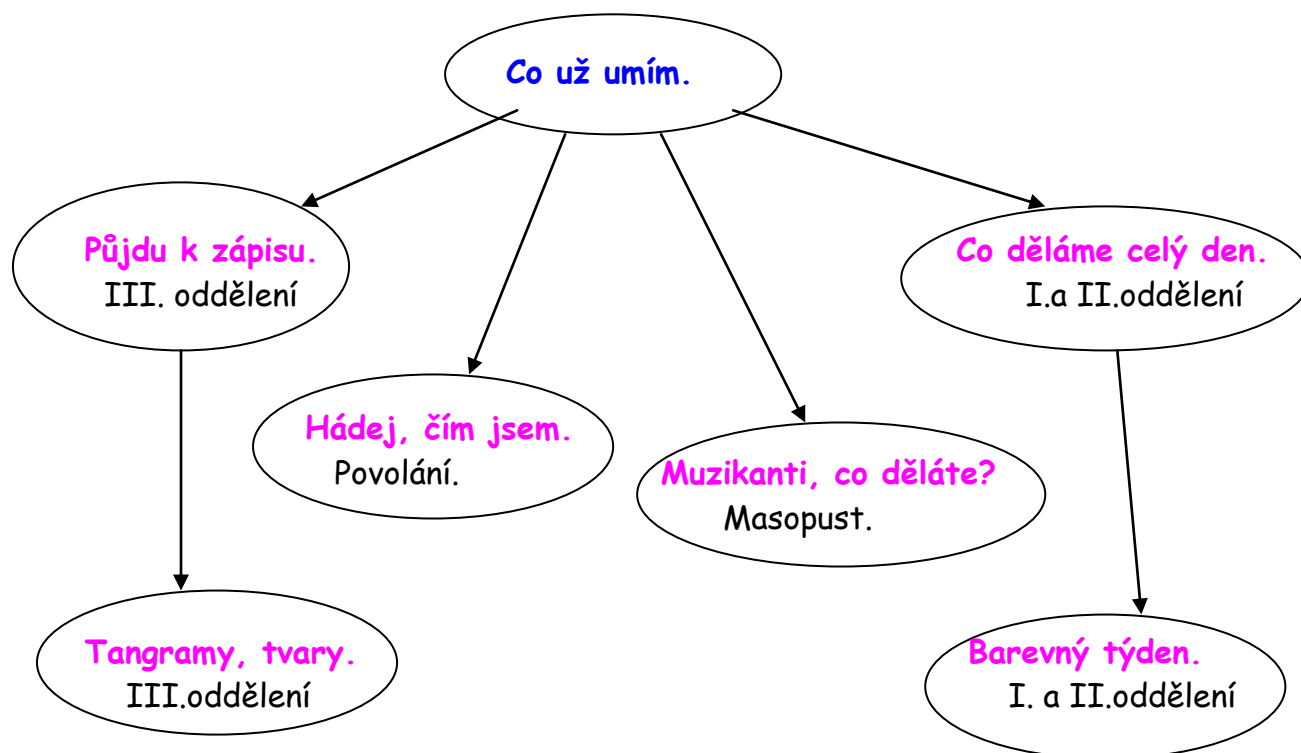 Co už umím.
Půjdu k zápisu.
III. oddělení
Co děláme celý den.
I.a II.oddělení
Hádej, čím jsem.
Povolání.
Muzikanti, co děláte?
Masopust.
Tangramy, tvary.
III.oddělení
Barevný týden.
I. a II.oddělení